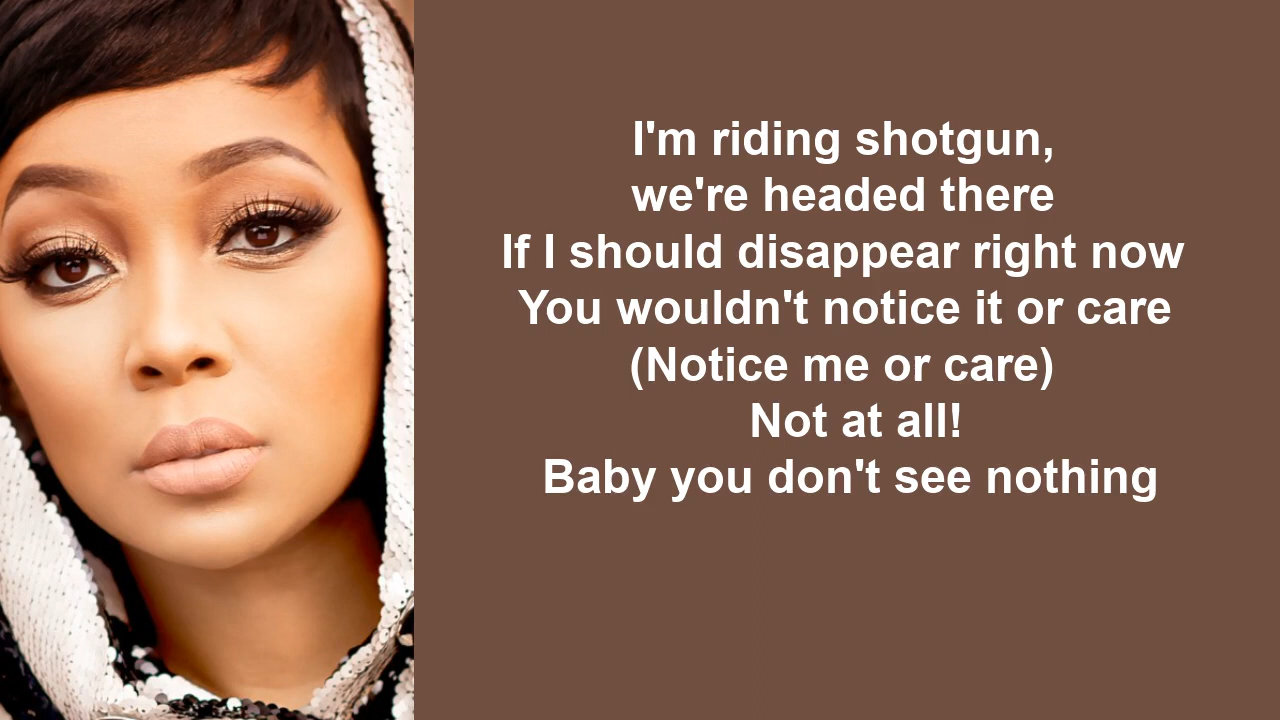 I'm riding shotgun,
we're headed there
If I should disappear right now
You wouldn't notice it or care
(Notice me or care)
Not at all!
Baby you don't see nothing